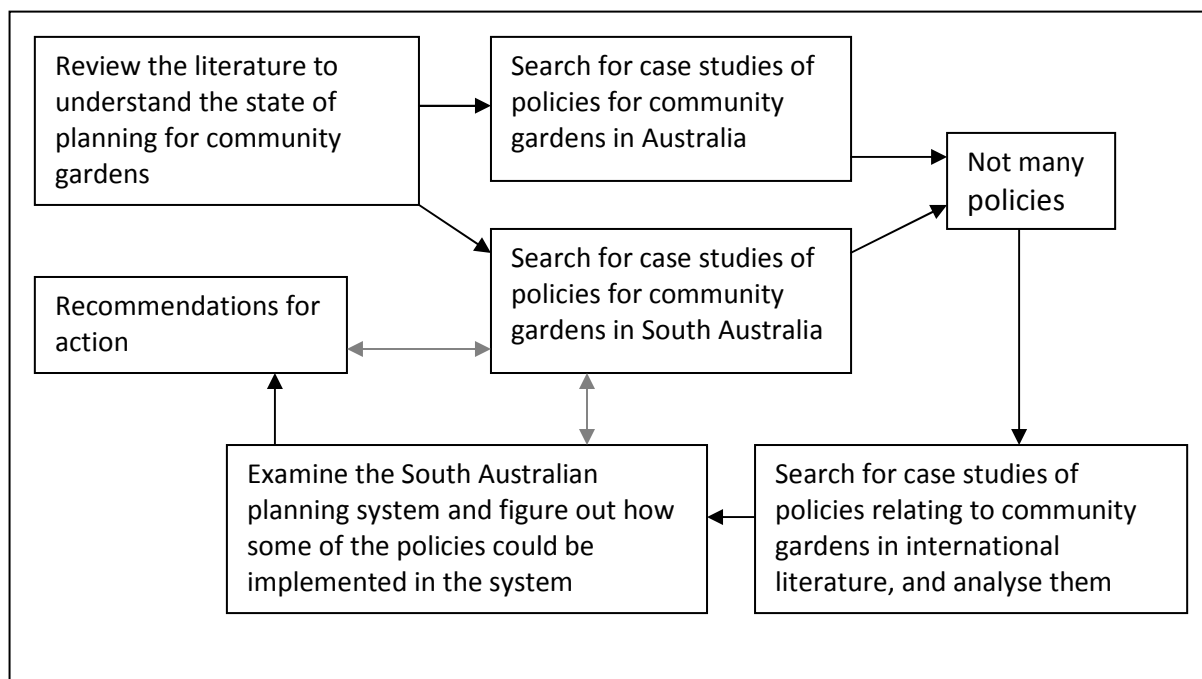 Review the literature to
understand the state of
planning for community
gardens
Search for case studies of
policies for community
gardens in Australia
Not many
policies
Search for case studies of
policies for community
gardens in South Australia
Recommendations for
action
Examine the South Australian
planning system and figure out how
some of the policies could be
implemented in the system
Search for case studies of
policies relating to community
gardens in international
literature, and analyse them